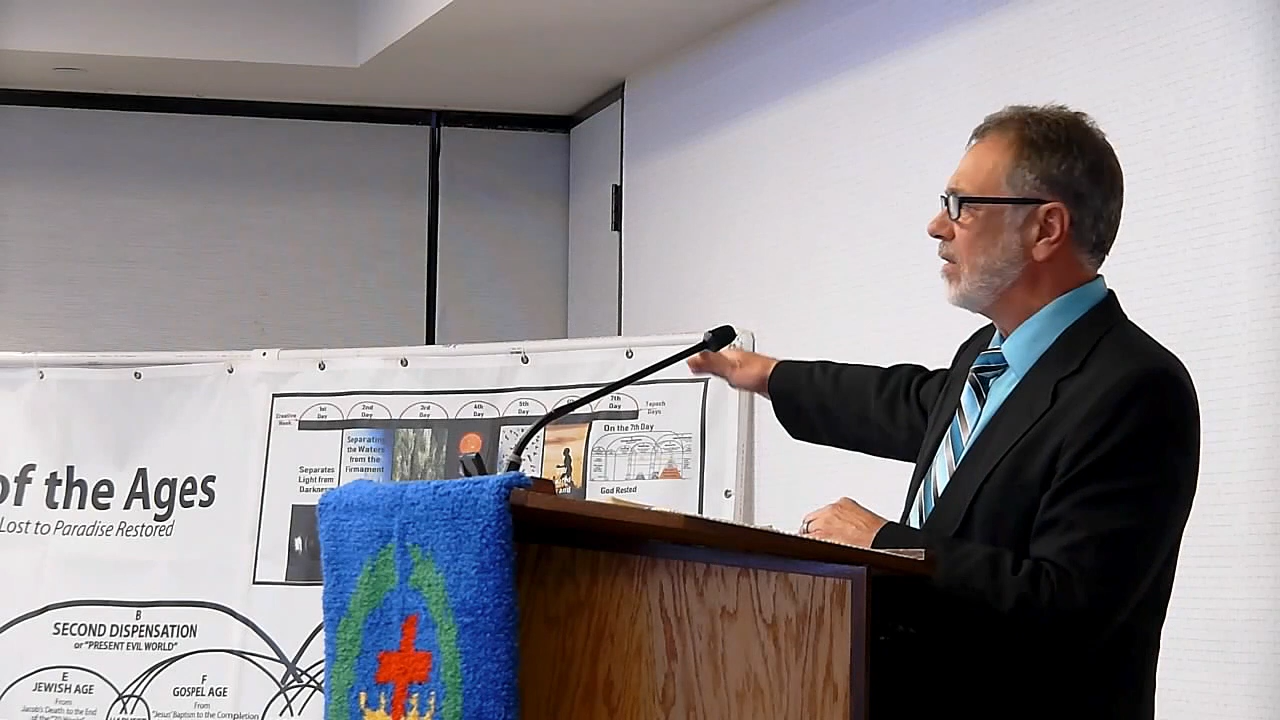 of the Ages
Lost to Paradise Restored
Creative
Week
1st
Day
2nd
Day
3rd
Day
4th
Day
5th
Day
7th
Day
7 epoch
Days
Separates
Light from
Darkness
Separating
the Waters
from the
Firmament
On the 7th Day
God Rested
B
SECOND DISPENSATION
or "PRESENT EVIL WORLD"
E
JEWISH AGE
From
Jacob's Death to the End
F
GOSPEL AGE
From
Jesus' Baptism to the Completion